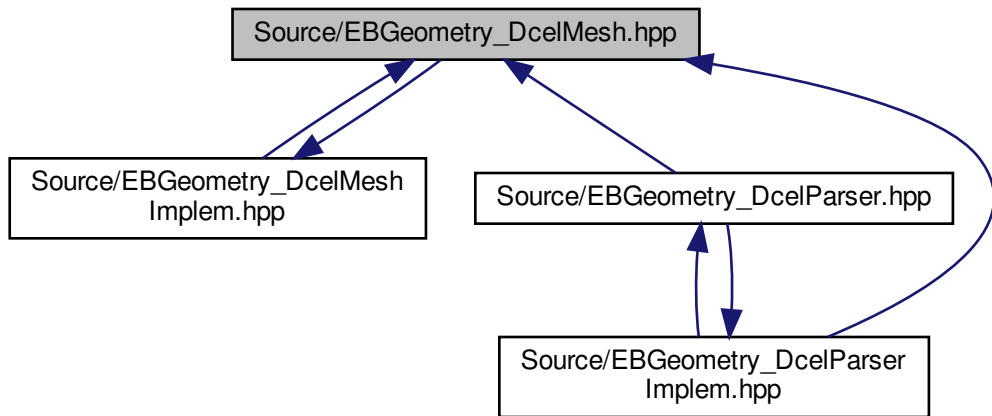 Source/EBGeometry_DcelMesh.hpp
Source/EBGeometry_DcelMesh
Implem.hpp
Source/EBGeometry_DcelParser.hpp
Source/EBGeometry_DcelParser
Implem.hpp